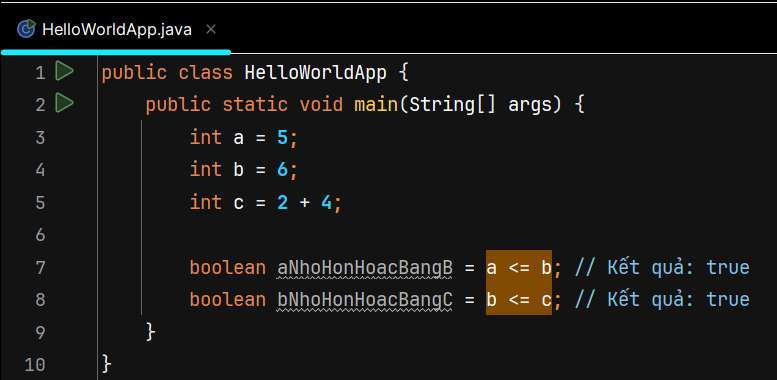 HelloWorldApp.java ×
1 public class HelloWorldApp {
2 public static void main(String[] args) {
3 int a = 5;
4 int b = 6;
5 int c = 2 + 4;
6
7 boolean aNhoHonHoacBangB = a <= b; // Kết quả: true
8 boolean bNhoHonHoacBangC = b <= c; // Kết quả: true
9 }
10 }